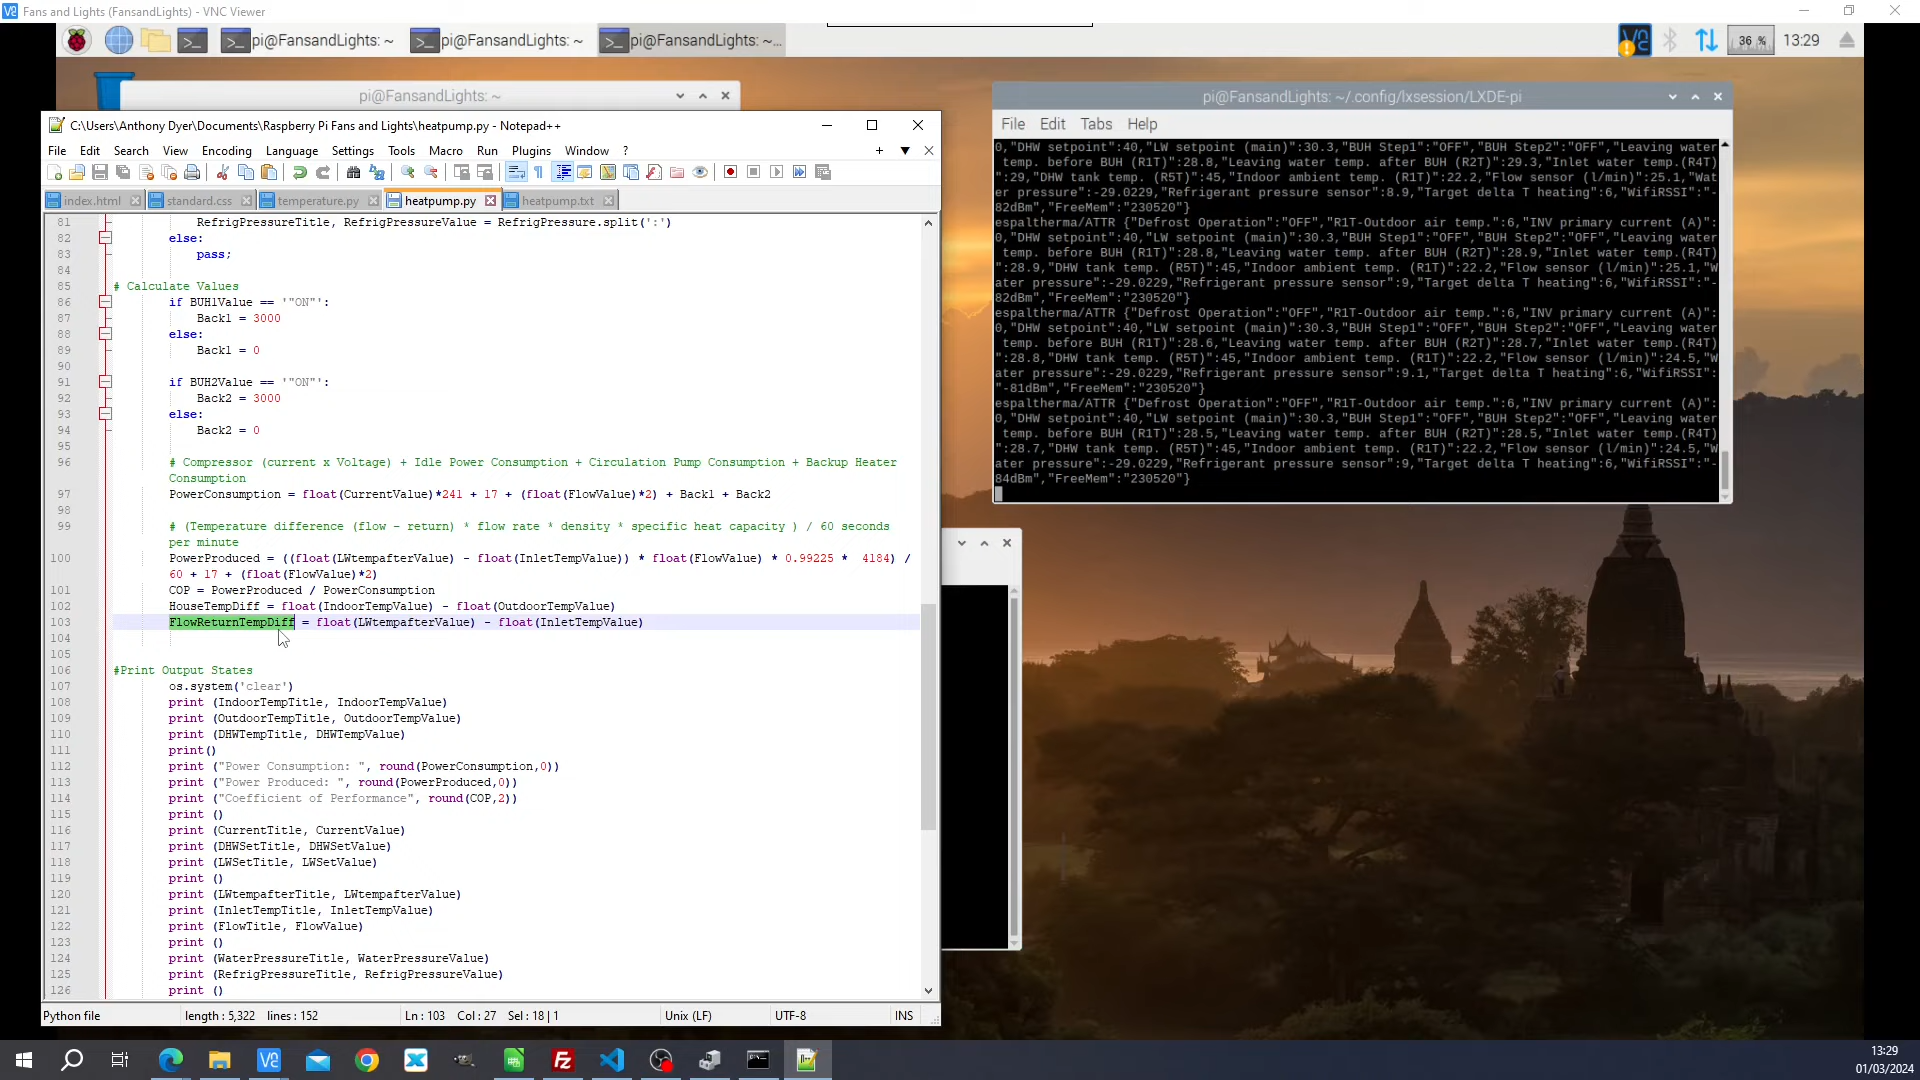 Fans and Lights (FansandLights) - VNC Viewer
pi@FansandLights: ~
pi@FansandLights: ~
pi@FansandLights: ~...
36 %
13:29
pi@FansandLights: ~
C:\Users\Anthony Dyer\Documents\Raspberry Pi Fans and Lights\heatpump.py - Notepad++
File Edit Search View Encoding Language Settings Tools Macro Run Plugins Window ?
index.html standard.css temperature.py heatpump.py heatpump.txt
81 RefrigPressureTitle, RefrigPressureValue = RefrigPressure.split(':')
82 else:
83 pass;
84
85 # Calculate Values
86 if BUH1Value == '"ON"':
87 Back1 = 3000
88 else:
89 Back1 = 0
90
91 if BUH2Value == '"ON"':
92 Back2 = 3000
93 else:
94 Back2 = 0
95
96 # Compressor (current x Voltage) + Idle Power Consumption + Circulation Pump Consumption + Backup Heater
Consumption
97 PowerConsumption = float(CurrentValue)*241 + 17 + (float(FlowValue)*2) + Back1 + Back2
98
99 # (Temperature difference (flow - return) * flow rate * density * specific heat capacity ) / 60 seconds
per minute
100 PowerProduced = ((float(LWtempafterValue) - float(InletTempValue)) * float(FlowValue) * 0.99225 * 4184) /
60 + 17 + (float(FlowValue)*2)
101 COP = PowerProduced / PowerConsumption
102 HouseTempDiff = float(IndoorTempValue) - float(OutdoorTempValue)
103 FlowReturnTempDiff = float(LWtempafterValue) - float(InletTempValue)
104
105
106 #Print Output States
107 os.system('clear')
108 print (IndoorTempTitle, IndoorTempValue)
109 print (OutdoorTempTitle, OutdoorTempValue)
110 print (DHWTempTitle, DHWTempValue)
111 print()
112 print ("Power Consumption: ", round(PowerConsumption,0))
113 print ("Power Produced: ", round(PowerProduced,0))
114 print ("Coefficient of Performance", round(COP,2))
115 print ()
116 print (CurrentTitle, CurrentValue)
117 print (DHWSetTitle, DHWSetValue)
118 print (LWSetTitle, LWSetValue)
119 print ()
120 print (LWtempafterTitle, LWtempafterValue)
121 print (InletTempTitle, InletTempValue)
122 print (FlowTitle, FlowValue)
123 print ()
124 print (WaterPressureTitle, WaterPressureValue)
125 print (RefrigPressureTitle, RefrigPressureValue)
126 print ()
Python file length : 5,322 lines : 152 Ln : 103 Col : 27 Sel : 18 | 1 Unix (LF) UTF-8 INS
pi@FansandLights: ~/.config/lxsession/LXDE-pi
File Edit Tabs Help
0,"DHW setpoint":40,"LW setpoint (main)":30.3,"BUH Step1":"OFF","BUH Step2":"OFF","Leaving water
temp. before BUH (R1T)":28.8,"Leaving water temp. after BUH (R2T)":29.3,"Inlet water temp.(R4T)
":29,"DHW tank temp. (R5T)":45,"Indoor ambient temp. (R1T)":22.2,"Flow sensor (l/min)":25.1,"Wat
er pressure":-29.0229,"Refrigerant pressure sensor":8.9,"Target delta T heating":6,"WifiRSSI":"-
82dBm","FreeMem":"230520"}
espaltherma/ATTR {"Defrost Operation":"OFF","R1T-Outdoor air temp.":6,"INV primary current (A)":
0,"DHW setpoint":40,"LW setpoint (main)":30.3,"BUH Step1":"OFF","BUH Step2":"OFF","Leaving water
temp. before BUH (R1T)":28.8,"Leaving water temp. after BUH (R2T)":28.9,"Inlet water temp.(R4T)
":28.9,"DHW tank temp. (R5T)":45,"Indoor ambient temp. (R1T)":22.2,"Flow sensor (l/min)":25.1,"W
ater pressure":-29.0229,"Refrigerant pressure sensor":9,"Target delta T heating":6,"WifiRSSI":"-
82dBm","FreeMem":"230520"}
espaltherma/ATTR {"Defrost Operation":"OFF","R1T-Outdoor air temp.":6,"INV primary current (A)":
0,"DHW setpoint":40,"LW setpoint (main)":30.3,"BUH Step1":"OFF","BUH Step2":"OFF","Leaving water
temp. before BUH (R1T)":28.6,"Leaving water temp. after BUH (R2T)":28.7,"Inlet water temp.(R4T)
":28.8,"DHW tank temp. (R5T)":45,"Indoor ambient temp. (R1T)":22.2,"Flow sensor (l/min)":24.5,"W
ater pressure":-29.0229,"Refrigerant pressure sensor":9.1,"Target delta T heating":6,"WifiRSSI":
"-81dBm","FreeMem":"230520"}
espaltherma/ATTR {"Defrost Operation":"OFF","R1T-Outdoor air temp.":6,"INV primary current (A)":
0,"DHW setpoint":40,"LW setpoint (main)":30.3,"BUH Step1":"OFF","BUH Step2":"OFF","Leaving water
temp. before BUH (R1T)":28.5,"Leaving water temp. after BUH (R2T)":28.5,"Inlet water temp.(R4T)
":28.7,"DHW tank temp. (R5T)":45,"Indoor ambient temp. (R1T)":22.2,"Flow sensor (l/min)":24.5,"W
ater pressure":-29.0229,"Refrigerant pressure sensor":9,"Target delta T heating":6,"WifiRSSI":"-
84dBm","FreeMem":"230520"}
13:29
01/03/2024